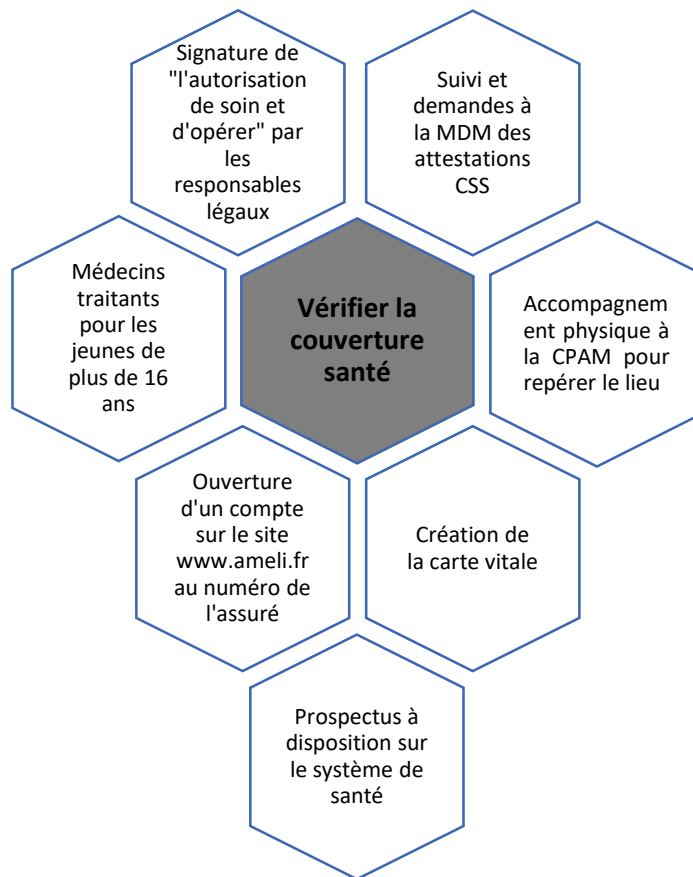 Signature de
"l'autorisation
de soin et
d'opérer" par
les
responsables
légaux
Suivi et
demandes à
la MDM des
attestations
CSS
Médecins
traitants
pour les
jeunes de
plus de 16
ans
Vérifier la
couverture
santé
Accompagnem
ent physique à
la CPAM pour
repérer le lieu
Ouverture
d'un compte
sur le site
www.ameli.fr
au numéro de
l'assuré
Création de
la carte vitale
Prospectus à
disposition sur
le système de
santé